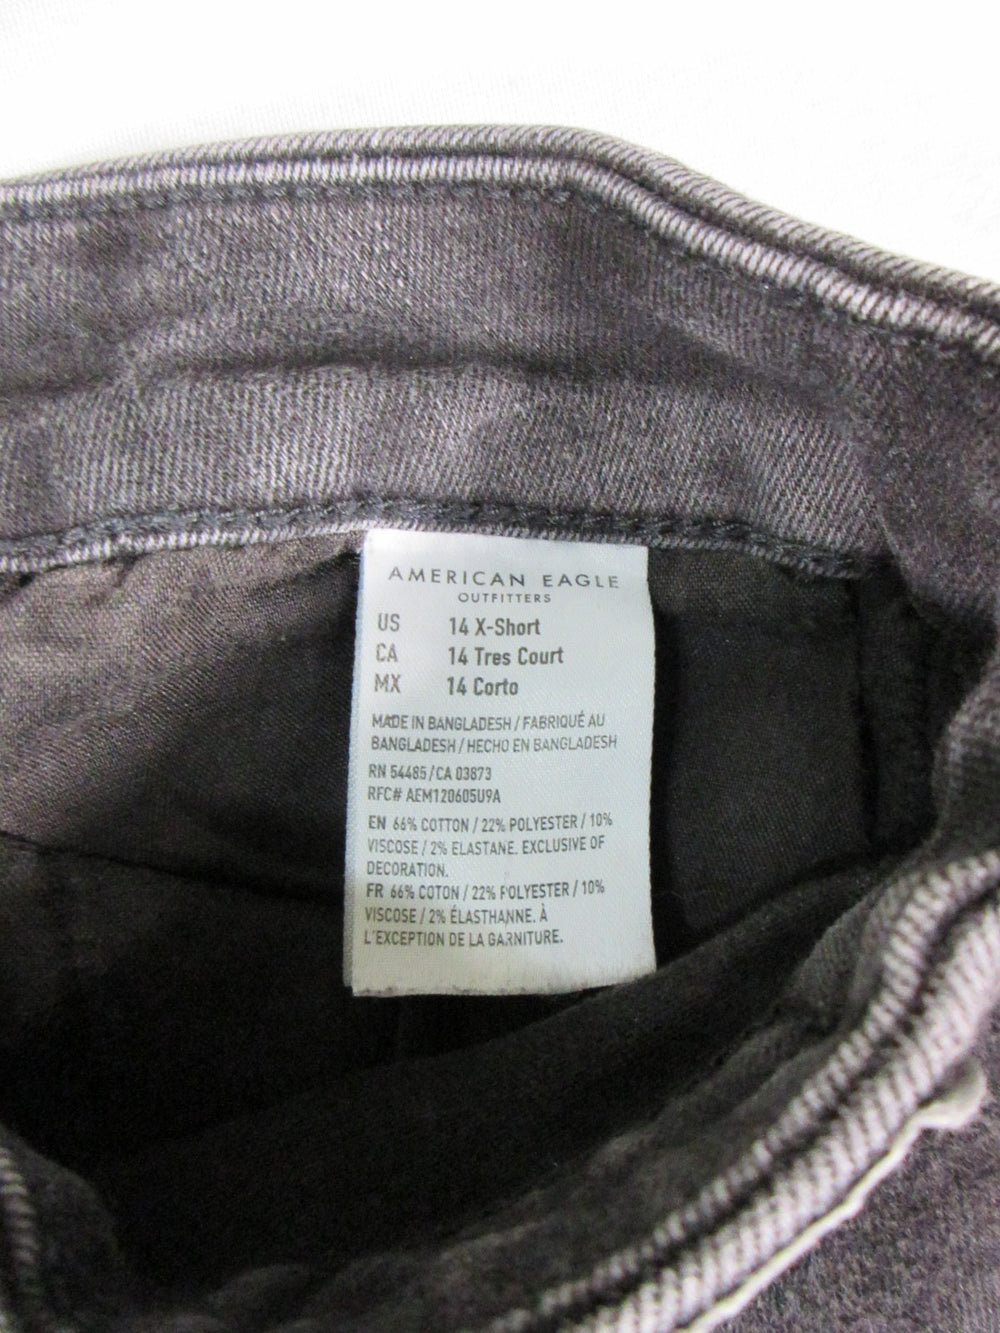 AMERICAN EAGLE
OUTFITTERS
US 14 X-Short
CA 14 Tres Court
MX 14 Corto
MADE IN BANGLADESH / FABRIQUÉ AU
BANGLADESH / HECHO EN BANGLADESH
RN 54485/CA 03873
RFC# AEM120605U9A
EN 66% COTTON / 22% POLYESTER / 10%
VISCOSE / 2% ELASTANE. EXCLUSIVE OF
DECORATION.
FR 66% COTON / 22% POLYESTER / 10%
VISCOSE / 2% ÉLASTHANNE. À
L'EXCEPTION DE LA GARNITURE.